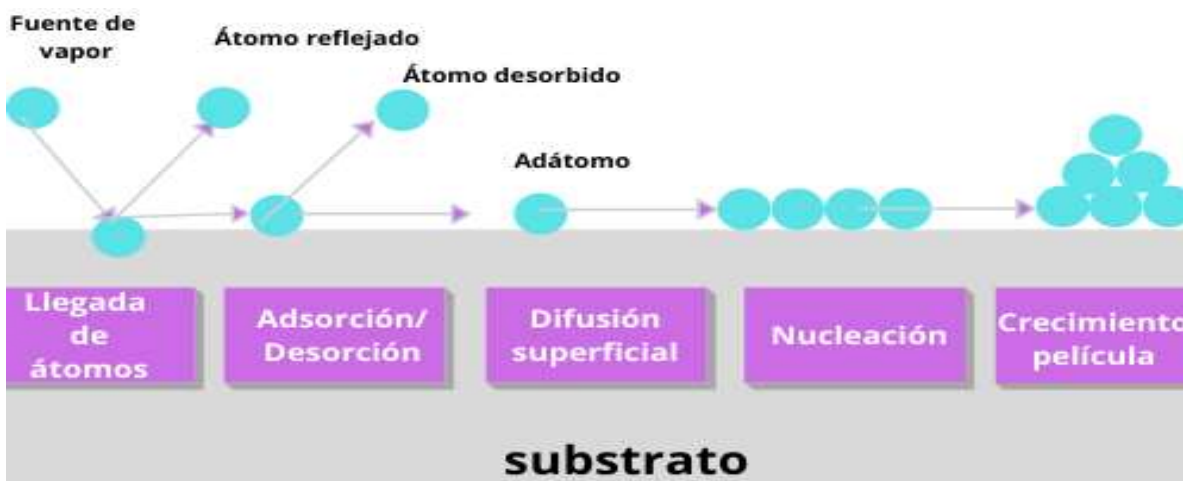 Fuente de
vapor
Átomo reflejado
Átomo desorbido
Adátomo
Llegada
de
átomos
Adsorción/
Desorción
Difusión
superficial
Nucleación
Crecimiento
película
substrato